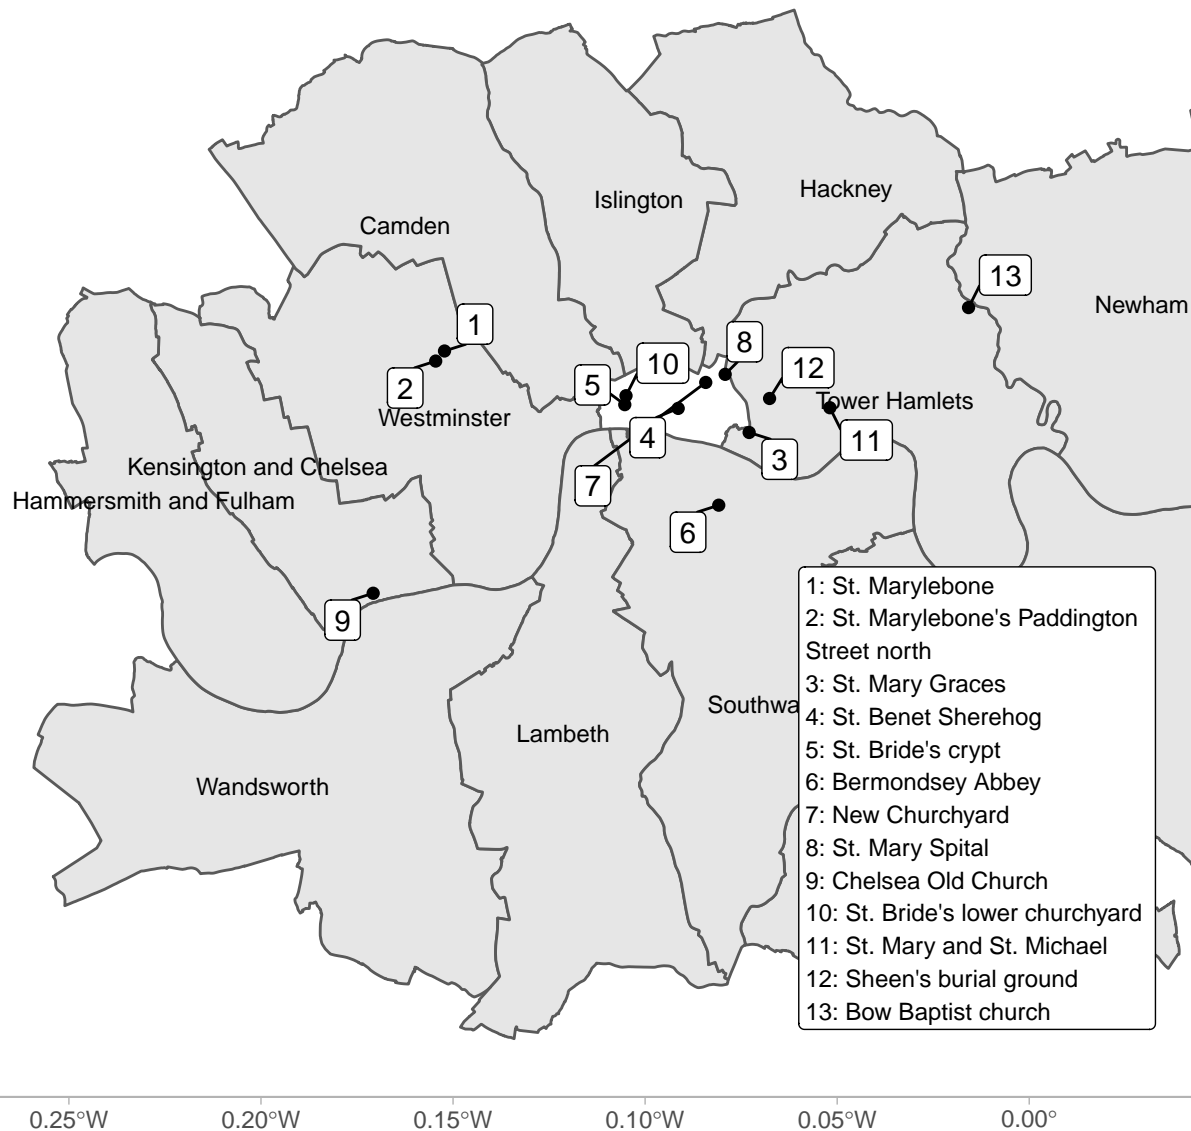 Hackney
Islington
Camden
13
Newham
1
8
10
12
5
2
Tower Hamlets
Westminster
4
11
3
Kensington and Chelsea
7
Hammersmith and Fulham
6
9
1: St. Marylebone
2: St. Marylebone's Paddington
Street north
3: St. Mary Graces
4: St. Benet Sherehog
5: St. Bride's crypt
6: Bermondsey Abbey
7: New Churchyard
8: St. Mary Spital
9: Chelsea Old Church
10: St. Bride's lower churchyard
11: St. Mary and St. Michael
12: Sheen's burial ground
13: Bow Baptist church
Southwa
Lambeth
Wandsworth
0.25°W 0.20°W 0.15°W 0.10°W 0.05°W 0.00°